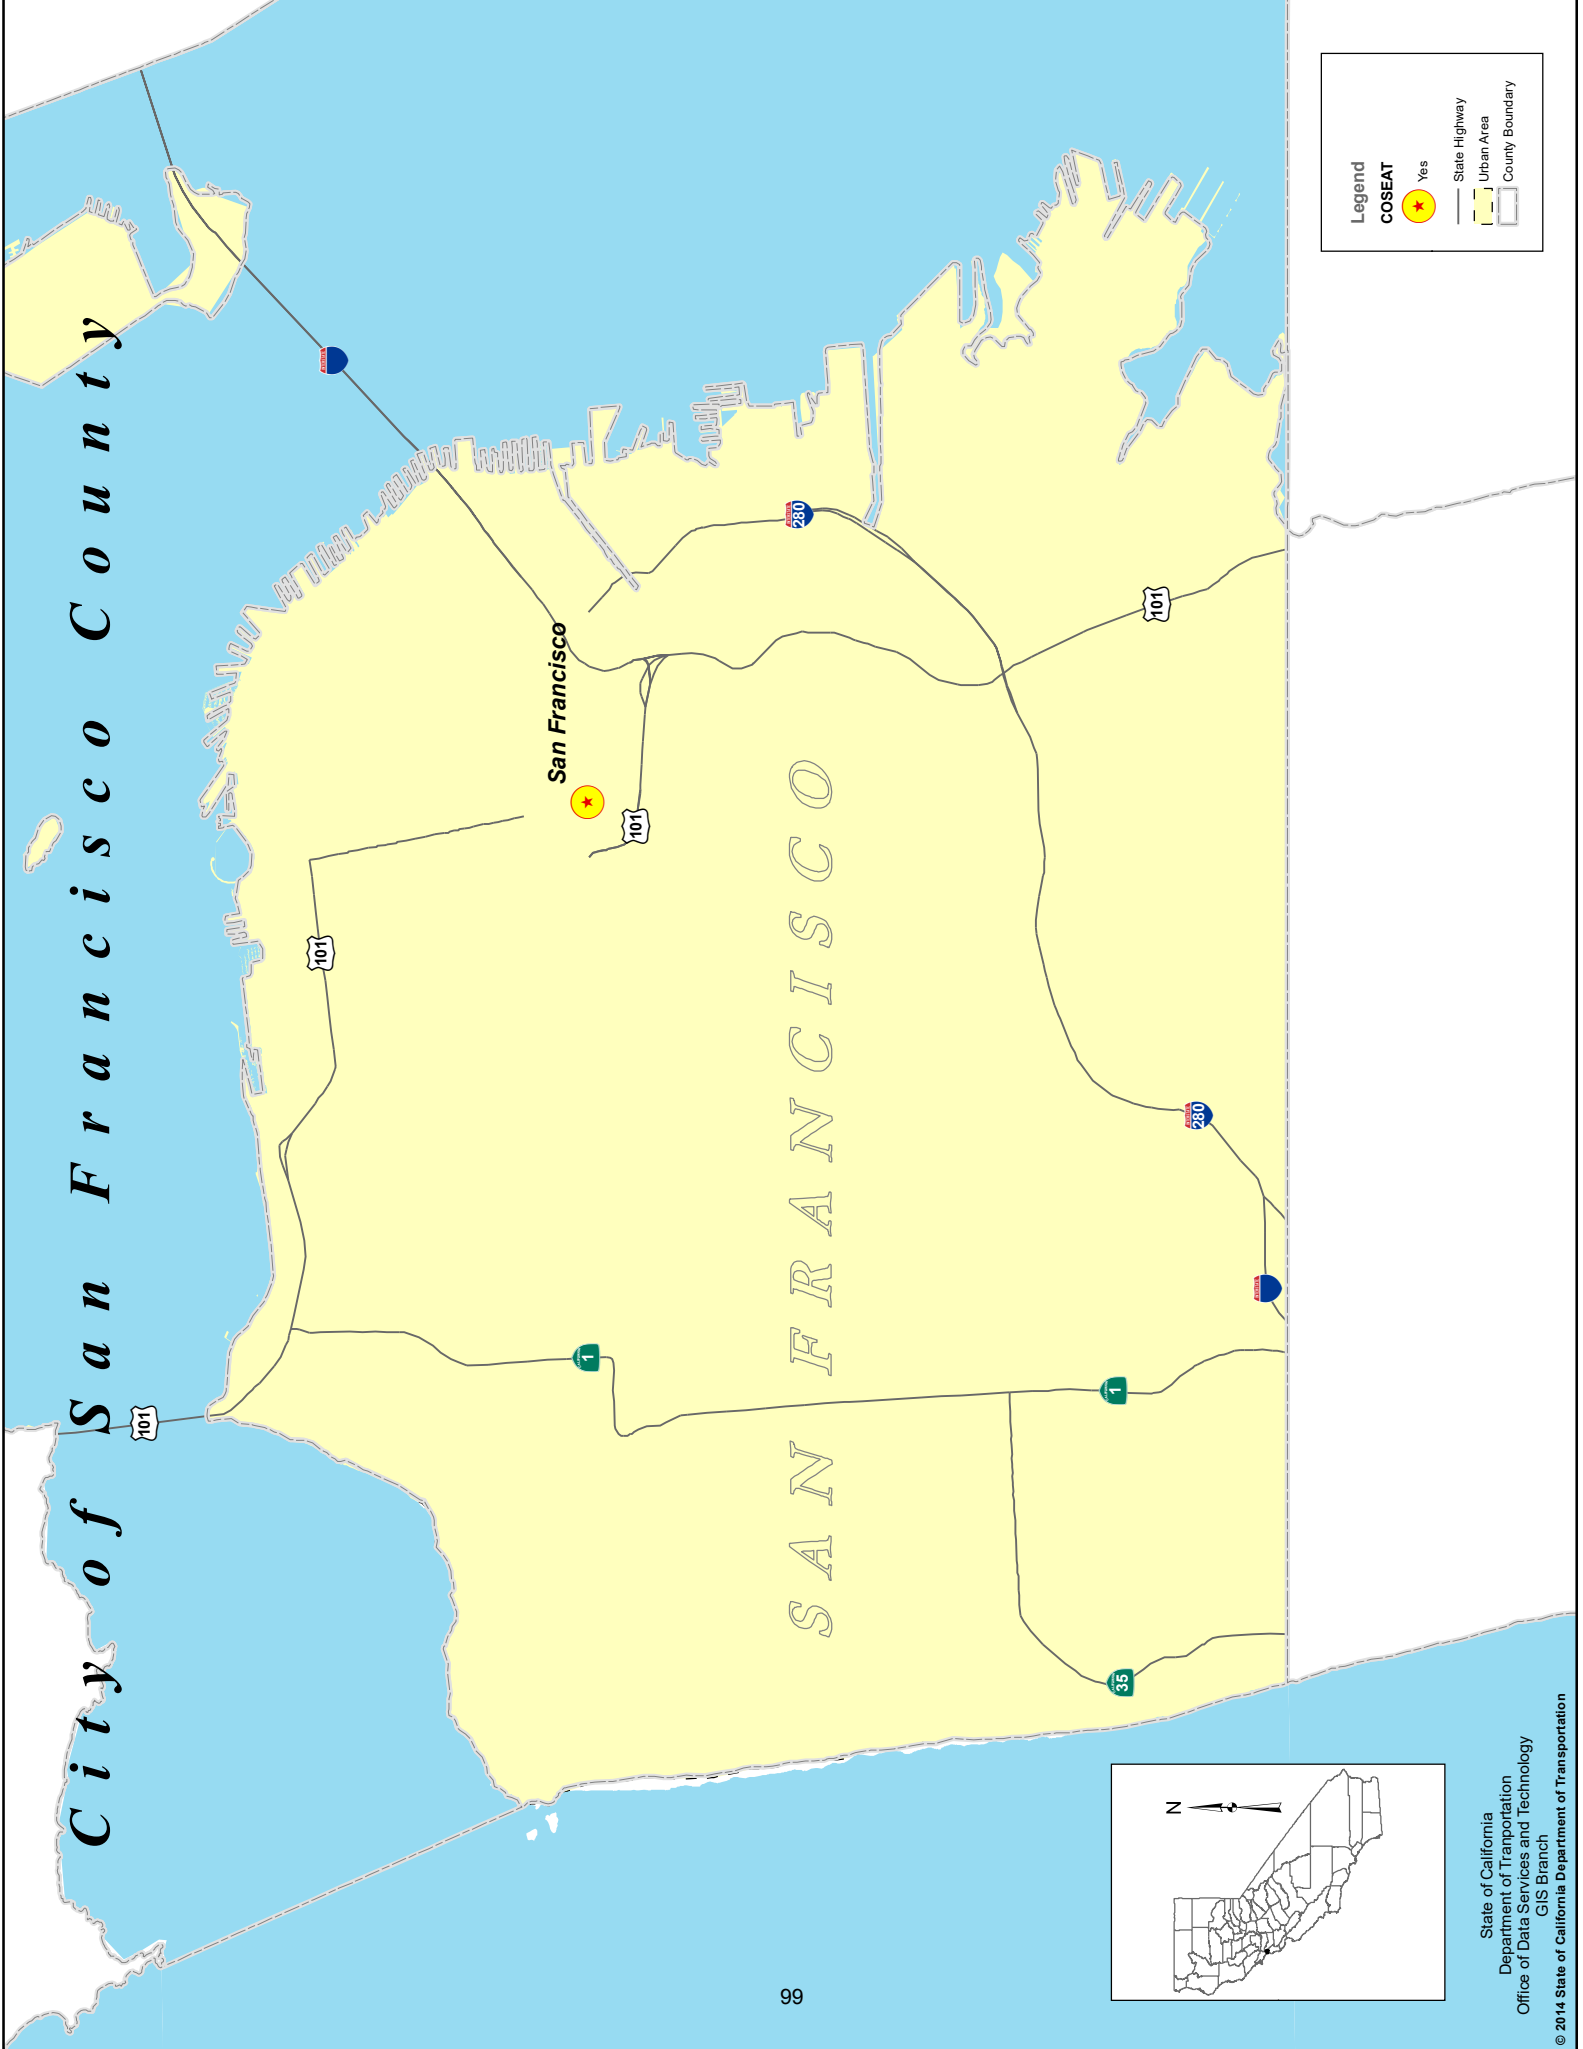 City of San Francisco County
101
1
101
101
San Francisco
280
SAN FRANCISCO
1
35
280
101
Legend
COSEAT
Yes
State Highway
Urban Area
County Boundary
N
State of California
Department of Tranportation
Office of Data Services and Technology
GIS Branch
© 2014 State of California Department of Transportation
99